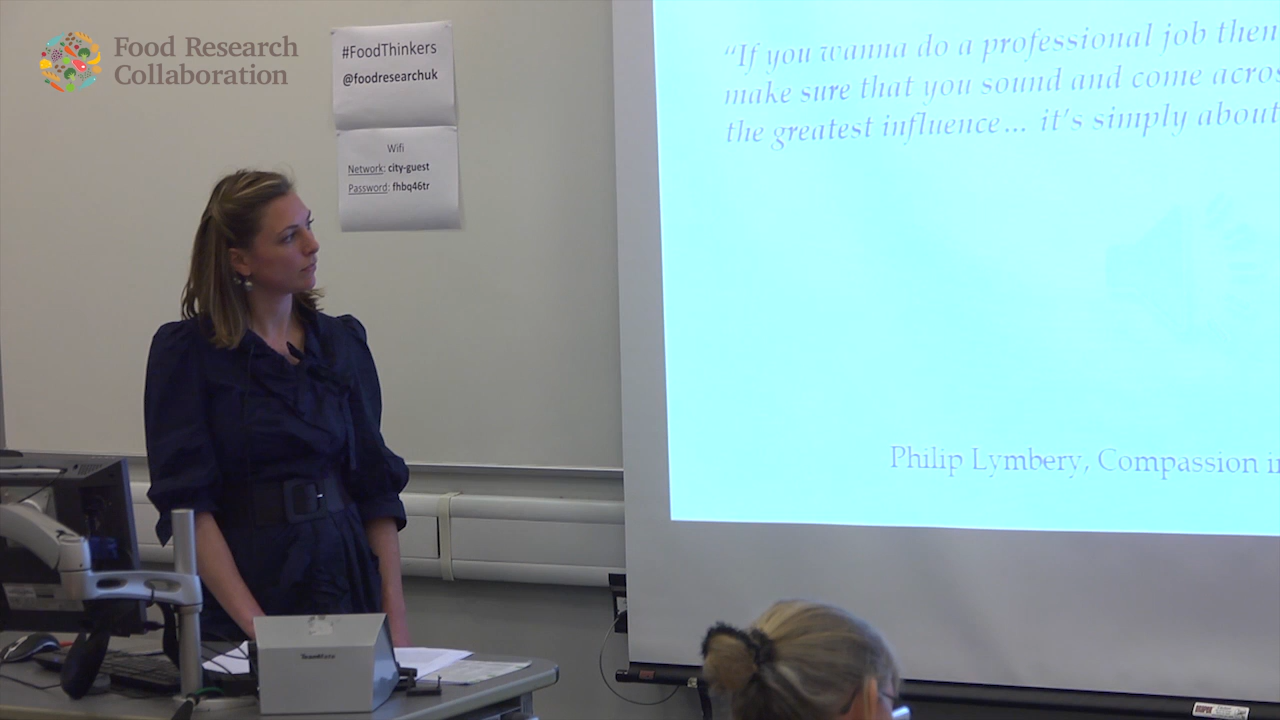 Food Research
Collaboration
#FoodThinkers
@foodresearchuk
Wifi
Network: city-guest
Password: fhbq46tr
“If you wanna do a professional job then
make sure that you sound and come acros
the greatest influence… it's simply about
Philip Lymbery, Compassion in